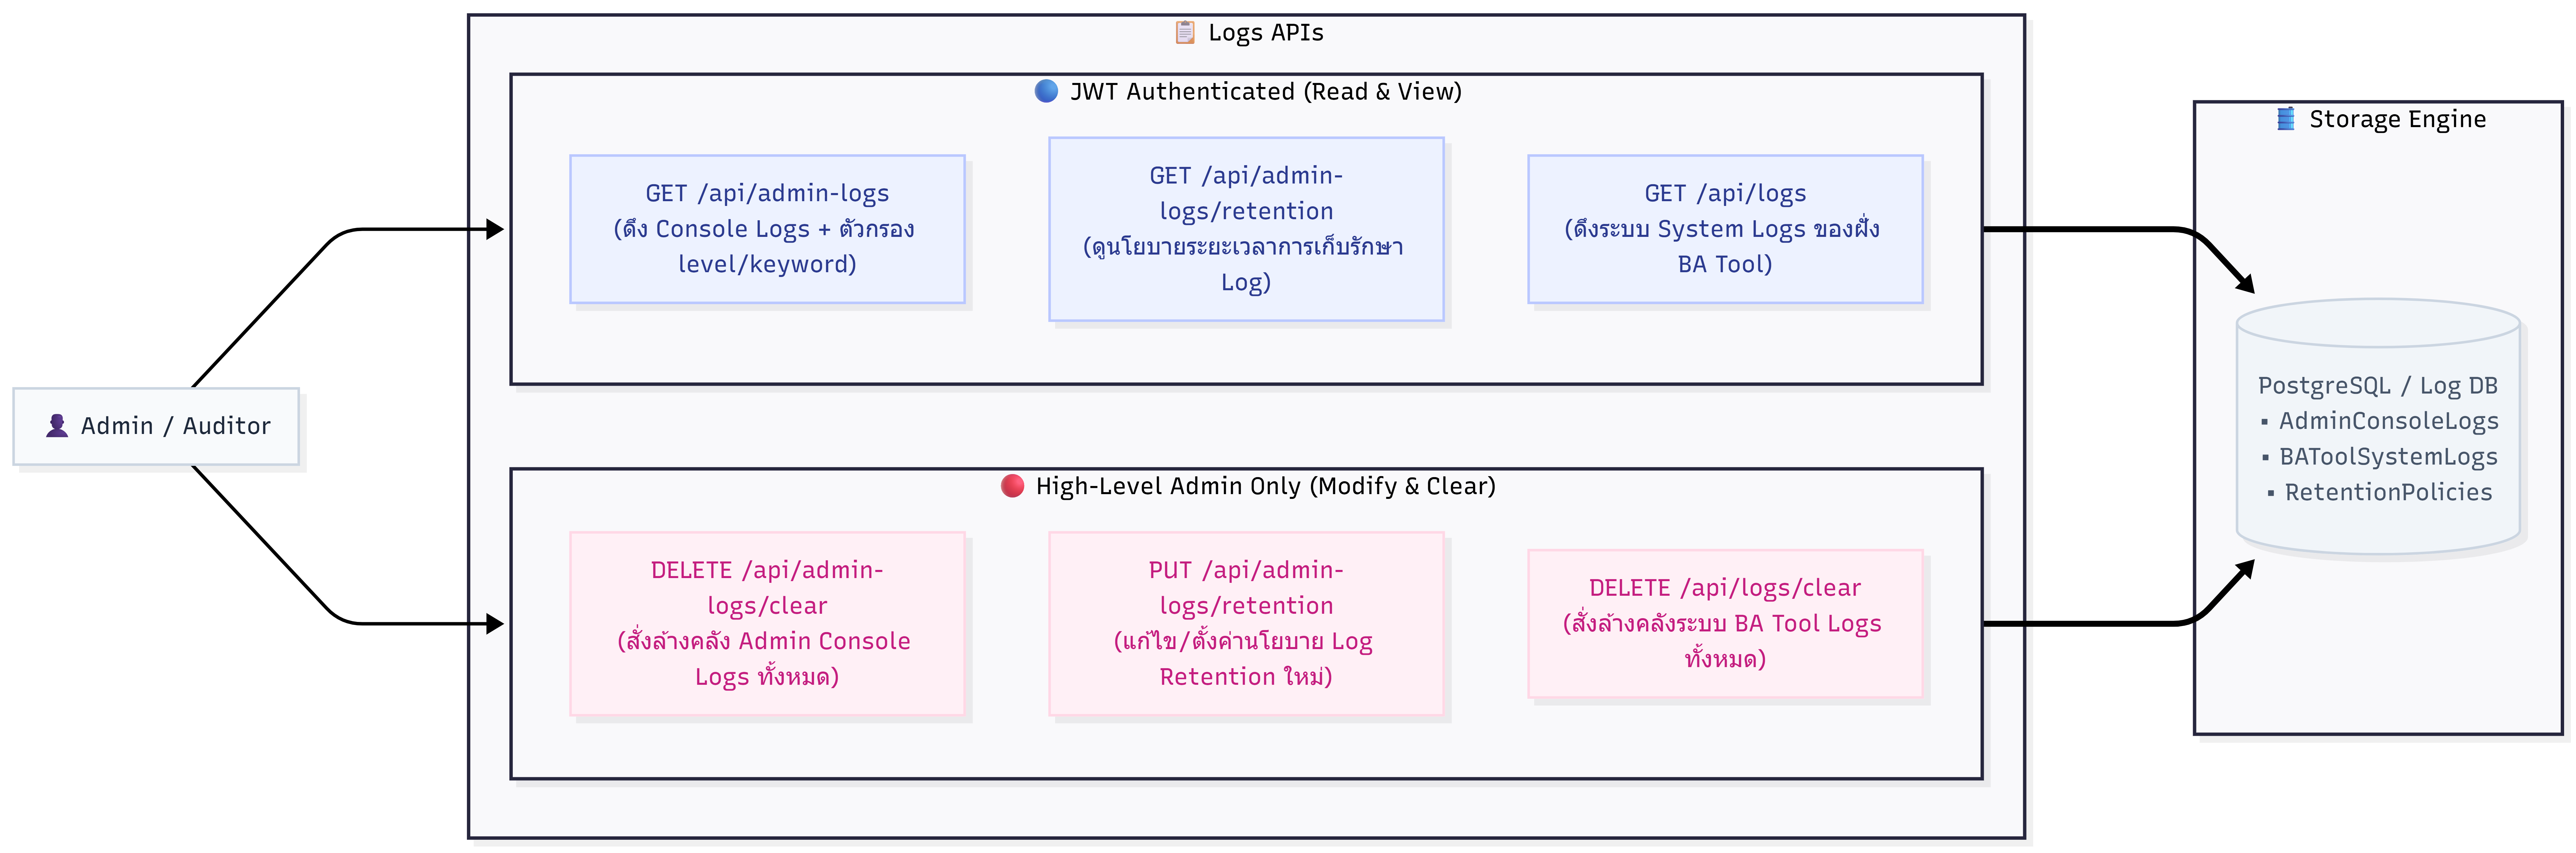 📋 Logs APIs
🔵 JWT Authenticated (Read & View)
GET /api/admin-logs
(ดึง Console Logs + ตัวกรอง
level/keyword)
GET /api/admin-
logs/retention
(ดูนโยบายระยะเวลาการเก็บรักษา
Log)
GET /api/logs
(ดึงระบบ System Logs ของฝั่ง
BA Tool)
👤 Admin / Auditor
🔴 High-Level Admin Only (Modify & Clear)
DELETE /api/admin-
logs/clear
(สั่งล้างคลัง Admin Console
Logs ทั้งหมด)
PUT /api/admin-
logs/retention
(แก้ไข/ตั้งค่านโยบาย Log
Retention ใหม่)
DELETE /api/logs/clear
(สั่งล้างคลังระบบ BA Tool Logs
ทั้งหมด)
🛢️ Storage Engine
PostgreSQL / Log DB
▪ AdminConsoleLogs
▪ BAToolSystemLogs
▪ RetentionPolicies